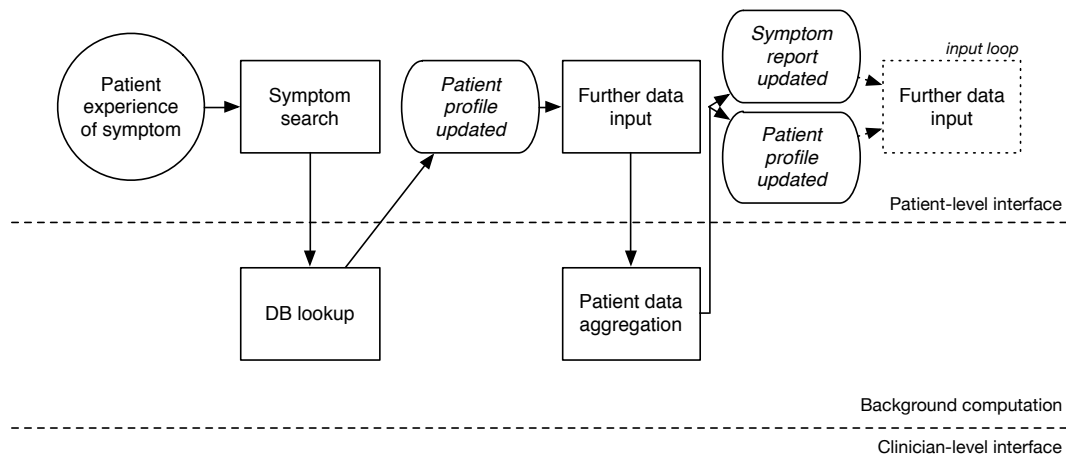 Patient
experience
of symptom
Symptom
search
Patient
profile
updated
Further data
input
Symptom
report
updated
Patient
profile
updated
input loop
Further data
input
Patient-level interface
DB lookup
Patient data
aggregation
Background computation
Clinician-level interface